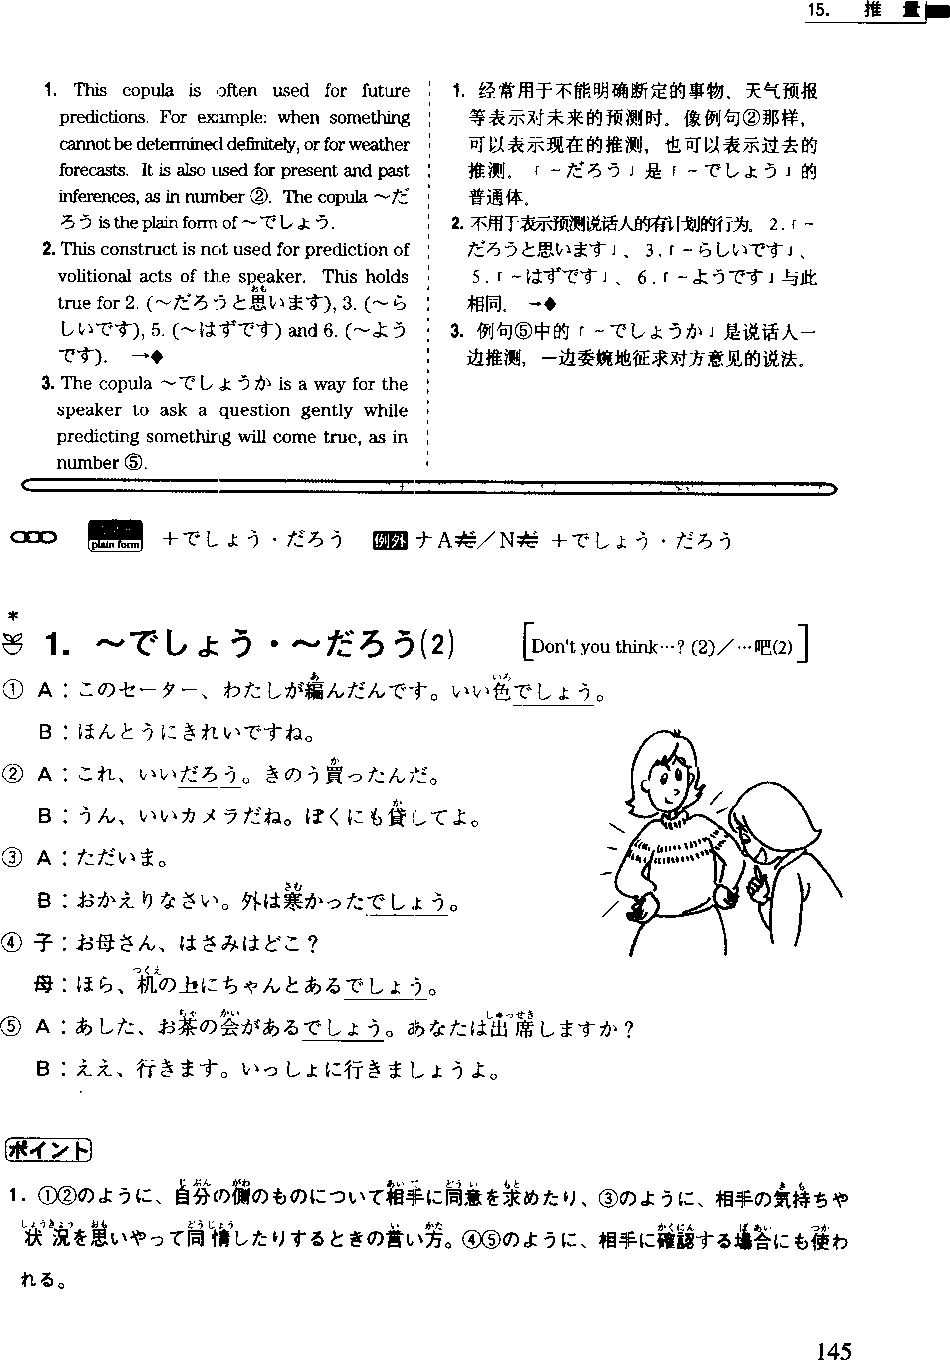 15. 推 量
1. This copula is often used for future
predictions. For example: when something
cannot be determined definitely, or for weather
forecasts. It is also used for present and past
inferences, as in number ②. The copula ～だ
ろう is the plain form of ～でしょう.
2. This construct is not used for prediction of
volitional acts of the speaker. This holds
true for 2. (～だろうと思います), 3. (～ら
しいです), 5. (～はずです) and 6. (～よう
です). →◆
3. The copula ～でしょうか is a way for the
speaker to ask a question gently while
predicting something will come true, as in
number ⑤.
1. 经常用于不能明确断定的事物、天气预报
等表示对未来的预测时。像例句②那样，
可以表示现在的推测，也可以表示过去的
推测。「～だろう」是「～でしょう」的
普通体。
2. 不用于表示预测说话人的有计划的行为。2.「～
だろうと思います」、3.「～らしいです」、
5.「～はずです」、6.「～ようです」与此
相同。 →◆
3. 例句⑤中的「～でしょうか」是说话人一
边推测，一边委婉地征求对方意见的说法。
plain form ＋でしょう・だろう 例外 ナAだ／Nだ ＋でしょう・だろう
*
1. ～でしょう・～だろう(2) [Don't you think…? (2)／…吧(2)]
① A：このセーター、わたしが編んだんです。いい色でしょう。
B：ほんとうにきれいですね。
② A：これ、いいだろう。きのう買ったんだ。
B：うん、いいカメラだね。ぼくにも貸してよ。
③ A：ただいま。
B：おかえりなさい。外は寒かったでしょう。
④ 子：お母さん、はさみはどこ？
母：ほら、机の上にちゃんとあるでしょう。
⑤ A：あした、お茶の会があるでしょう。あなたは出席しますか？
B：ええ、行きます。いっしょに行きましょうよ。
ポイント
1. ①②のように、自分の側のものについて相手に同意を求めたり、③のように、相手の気持ちや
状況を思いやって同情したりするときの言い方。④⑤のように、相手に確認する場合にも使わ
れる。
145